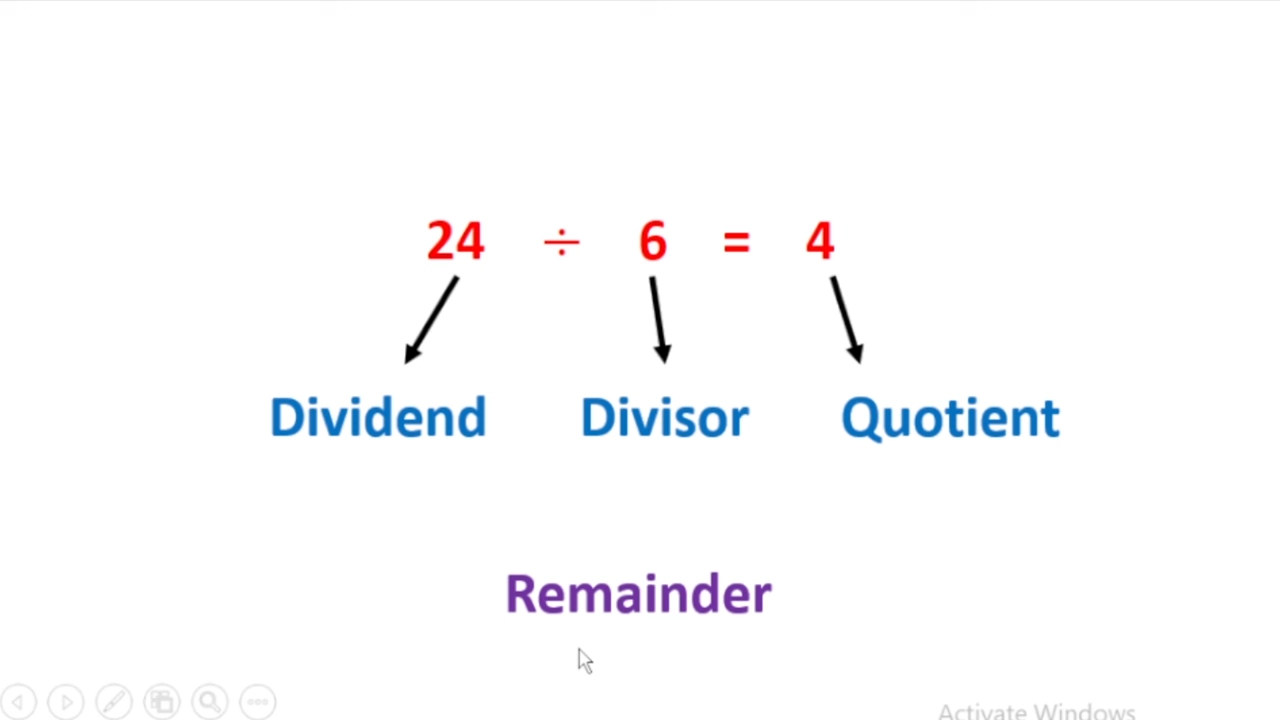 24 ÷ 6 = 4
Dividend Divisor Quotient
Remainder
Activate Windows